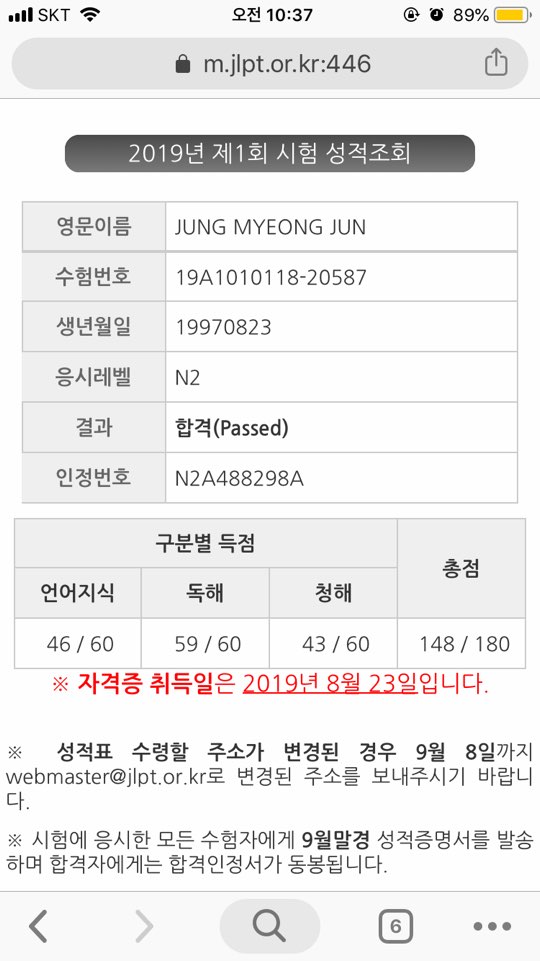 SKT 오전 10:37 89%
m.jlpt.or.kr:446
2019년 제1회 시험 성적조회
영문이름 JUNG MYEONG JUN
수험번호 19A1010118-20587
생년월일 19970823
응시레벨 N2
결과 합격(Passed)
인정번호 N2A488298A
구분별 득점 총점
언어지식 독해 청해
46 / 60 59 / 60 43 / 60 148 / 180
※ 자격증 취득일은 2019년 8월 23일입니다.
※ 성적표 수령할 주소가 변경된 경우 9월 8일까지
webmaster@jlpt.or.kr로 변경된 주소를 보내주시기 바랍니
다.
※ 시험에 응시한 모든 수험자에게 9월말경 성적증명서를 발송
하며 합격자에게는 합격인정서가 동봉됩니다.
6